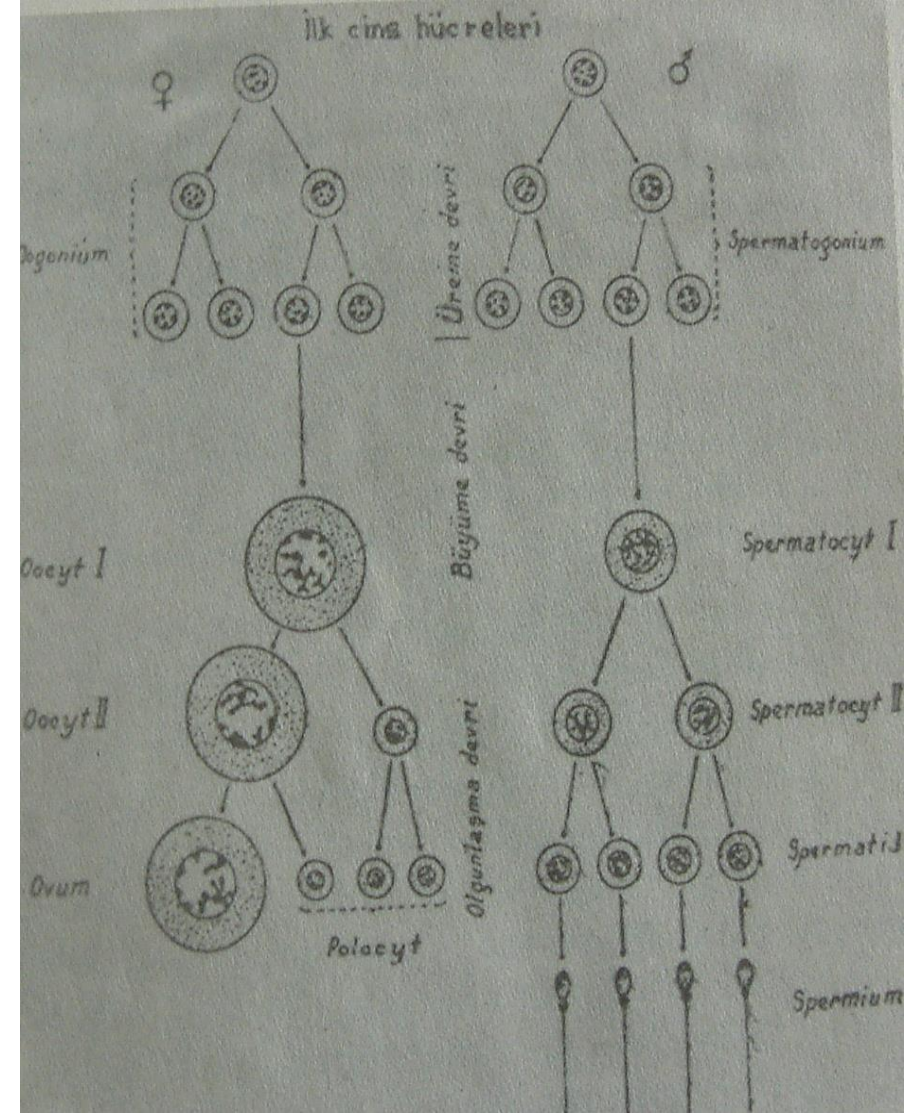 İlk cins hücreleri
♀
♂
Üreme devri
Spermatogonium
Büyüme devri
Oocyt I
Spermatocyt I
Oocyt II
Spermatocyt II
Olgunlaşma devri
Ovum
Spermatid
Polocyt
Spermium